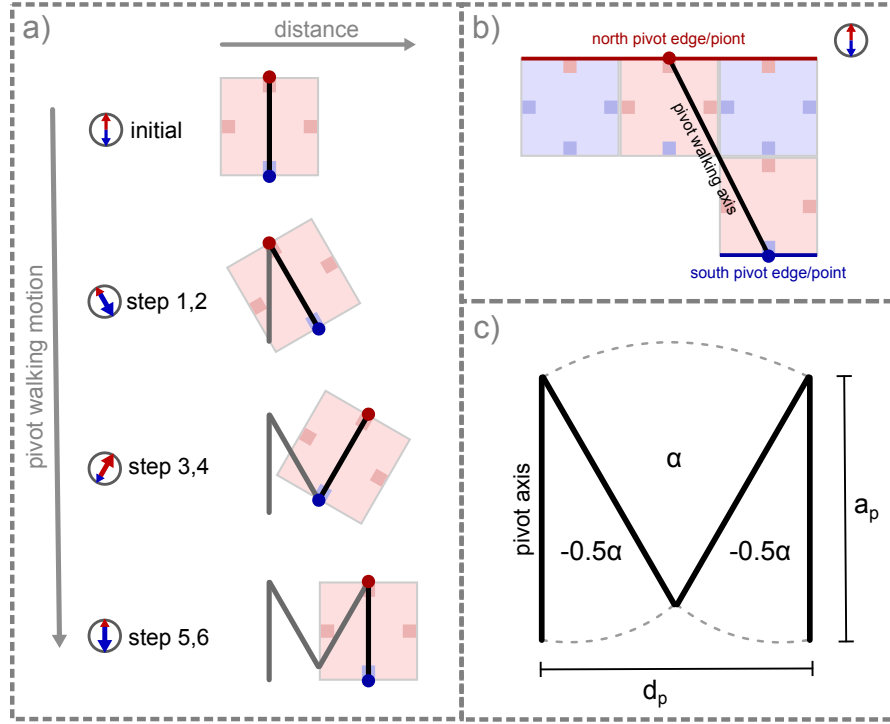 a)
distance
pivot walking motion
initial
step 1,2
step 3,4
step 5,6
b)
north pivot edge/piont
pivot walking axis
south pivot edge/point
c)
pivot axis
α
-0.5α
-0.5α
aₚ
dₚ